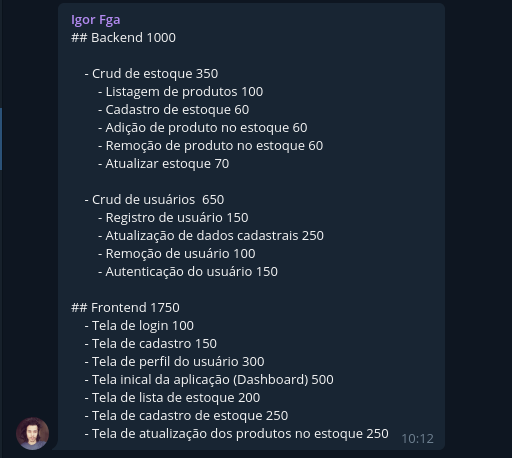 Igor Fga
## Backend 1000
- Crud de estoque 350
- Listagem de produtos 100
- Cadastro de estoque 60
- Adição de produto no estoque 60
- Remoção de produto no estoque 60
- Atualizar estoque 70
- Crud de usuários  650
- Registro de usuário 150
- Atualização de dados cadastrais 250
- Remoção de usuário 100
- Autenticação do usuário 150
## Frontend 1750
- Tela de login 100
- Tela de cadastro 150
- Tela de perfil do usuário 300
- Tela inical da aplicação (Dashboard) 500
- Tela de lista de estoque 200
- Tela de cadastro de estoque 250
- Tela de atualização dos produtos no estoque 250
10:12